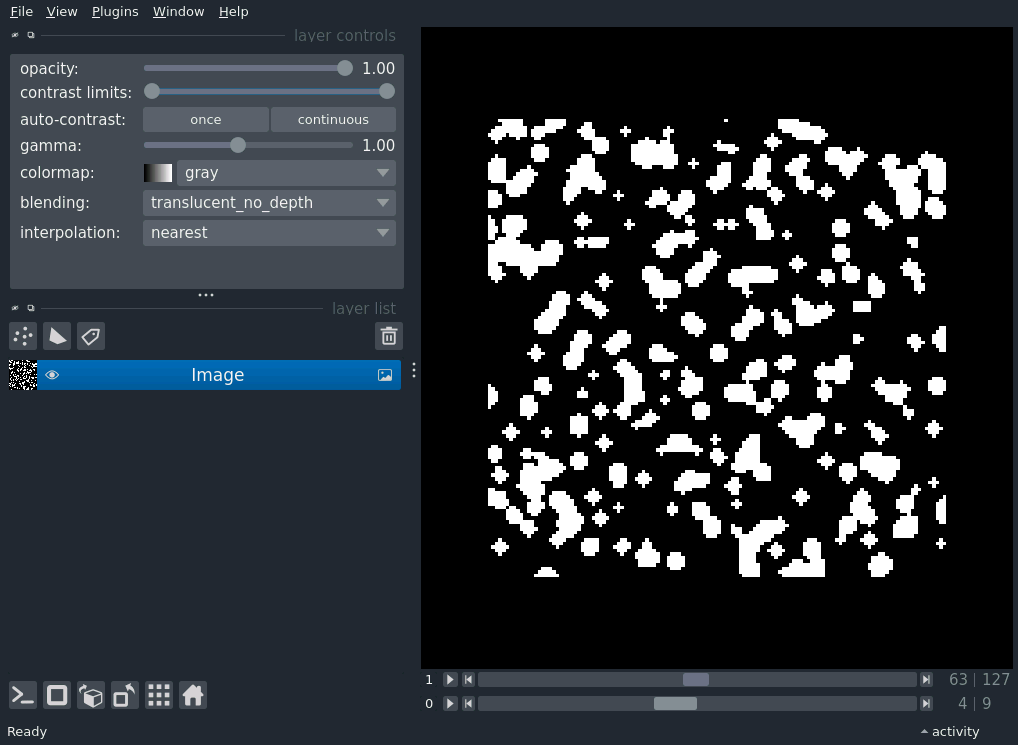 File View Plugins Window Help
layer controls
opacity: 1.00
contrast limits:
auto-contrast: once continuous
gamma: 1.00
colormap: gray
blending: translucent_no_depth
interpolation: nearest
layer list
Image
1 63 | 127
0 4 | 9
Ready activity